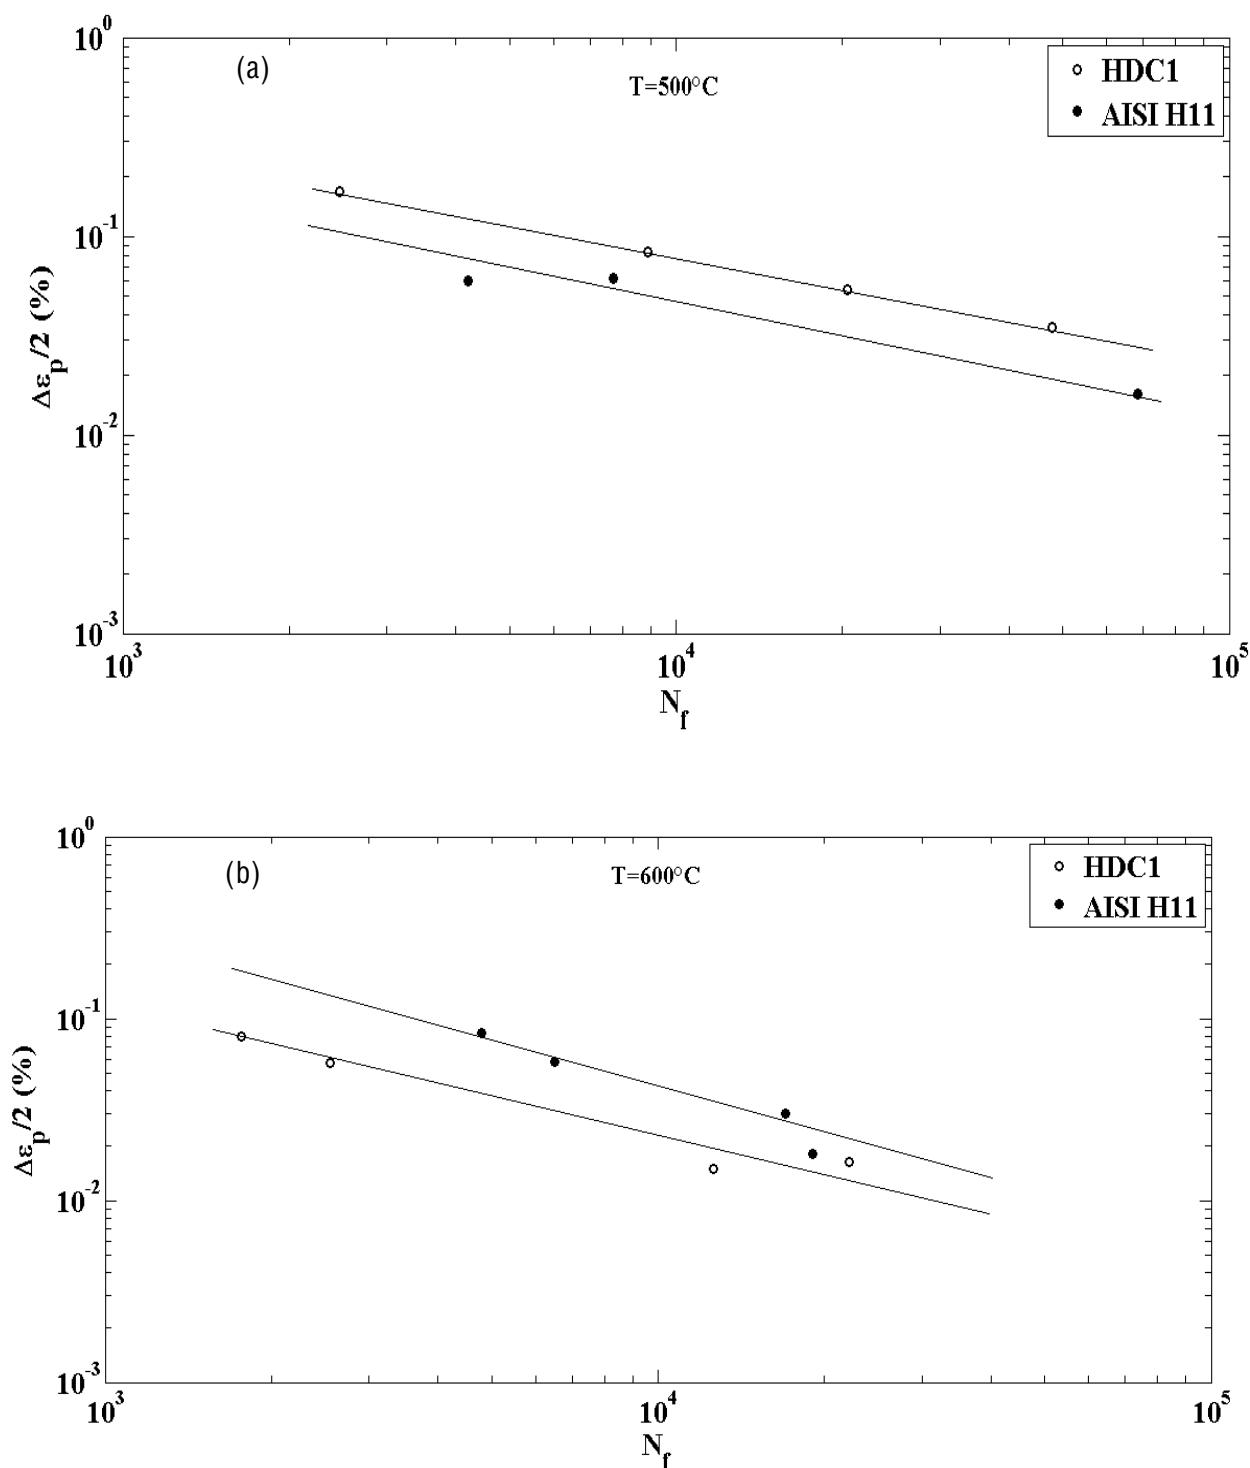 10^0
(a)
T=500°C
HDC1
AISI H11
10^-1
Δε_p/2 (%)
10^-2
10^-3
10^3
10^4
10^5
N_f
10^0
(b)
T=600°C
HDC1
AISI H11
10^-1
Δε_p/2 (%)
10^-2
10^-3
10^3
10^4
10^5
N_f